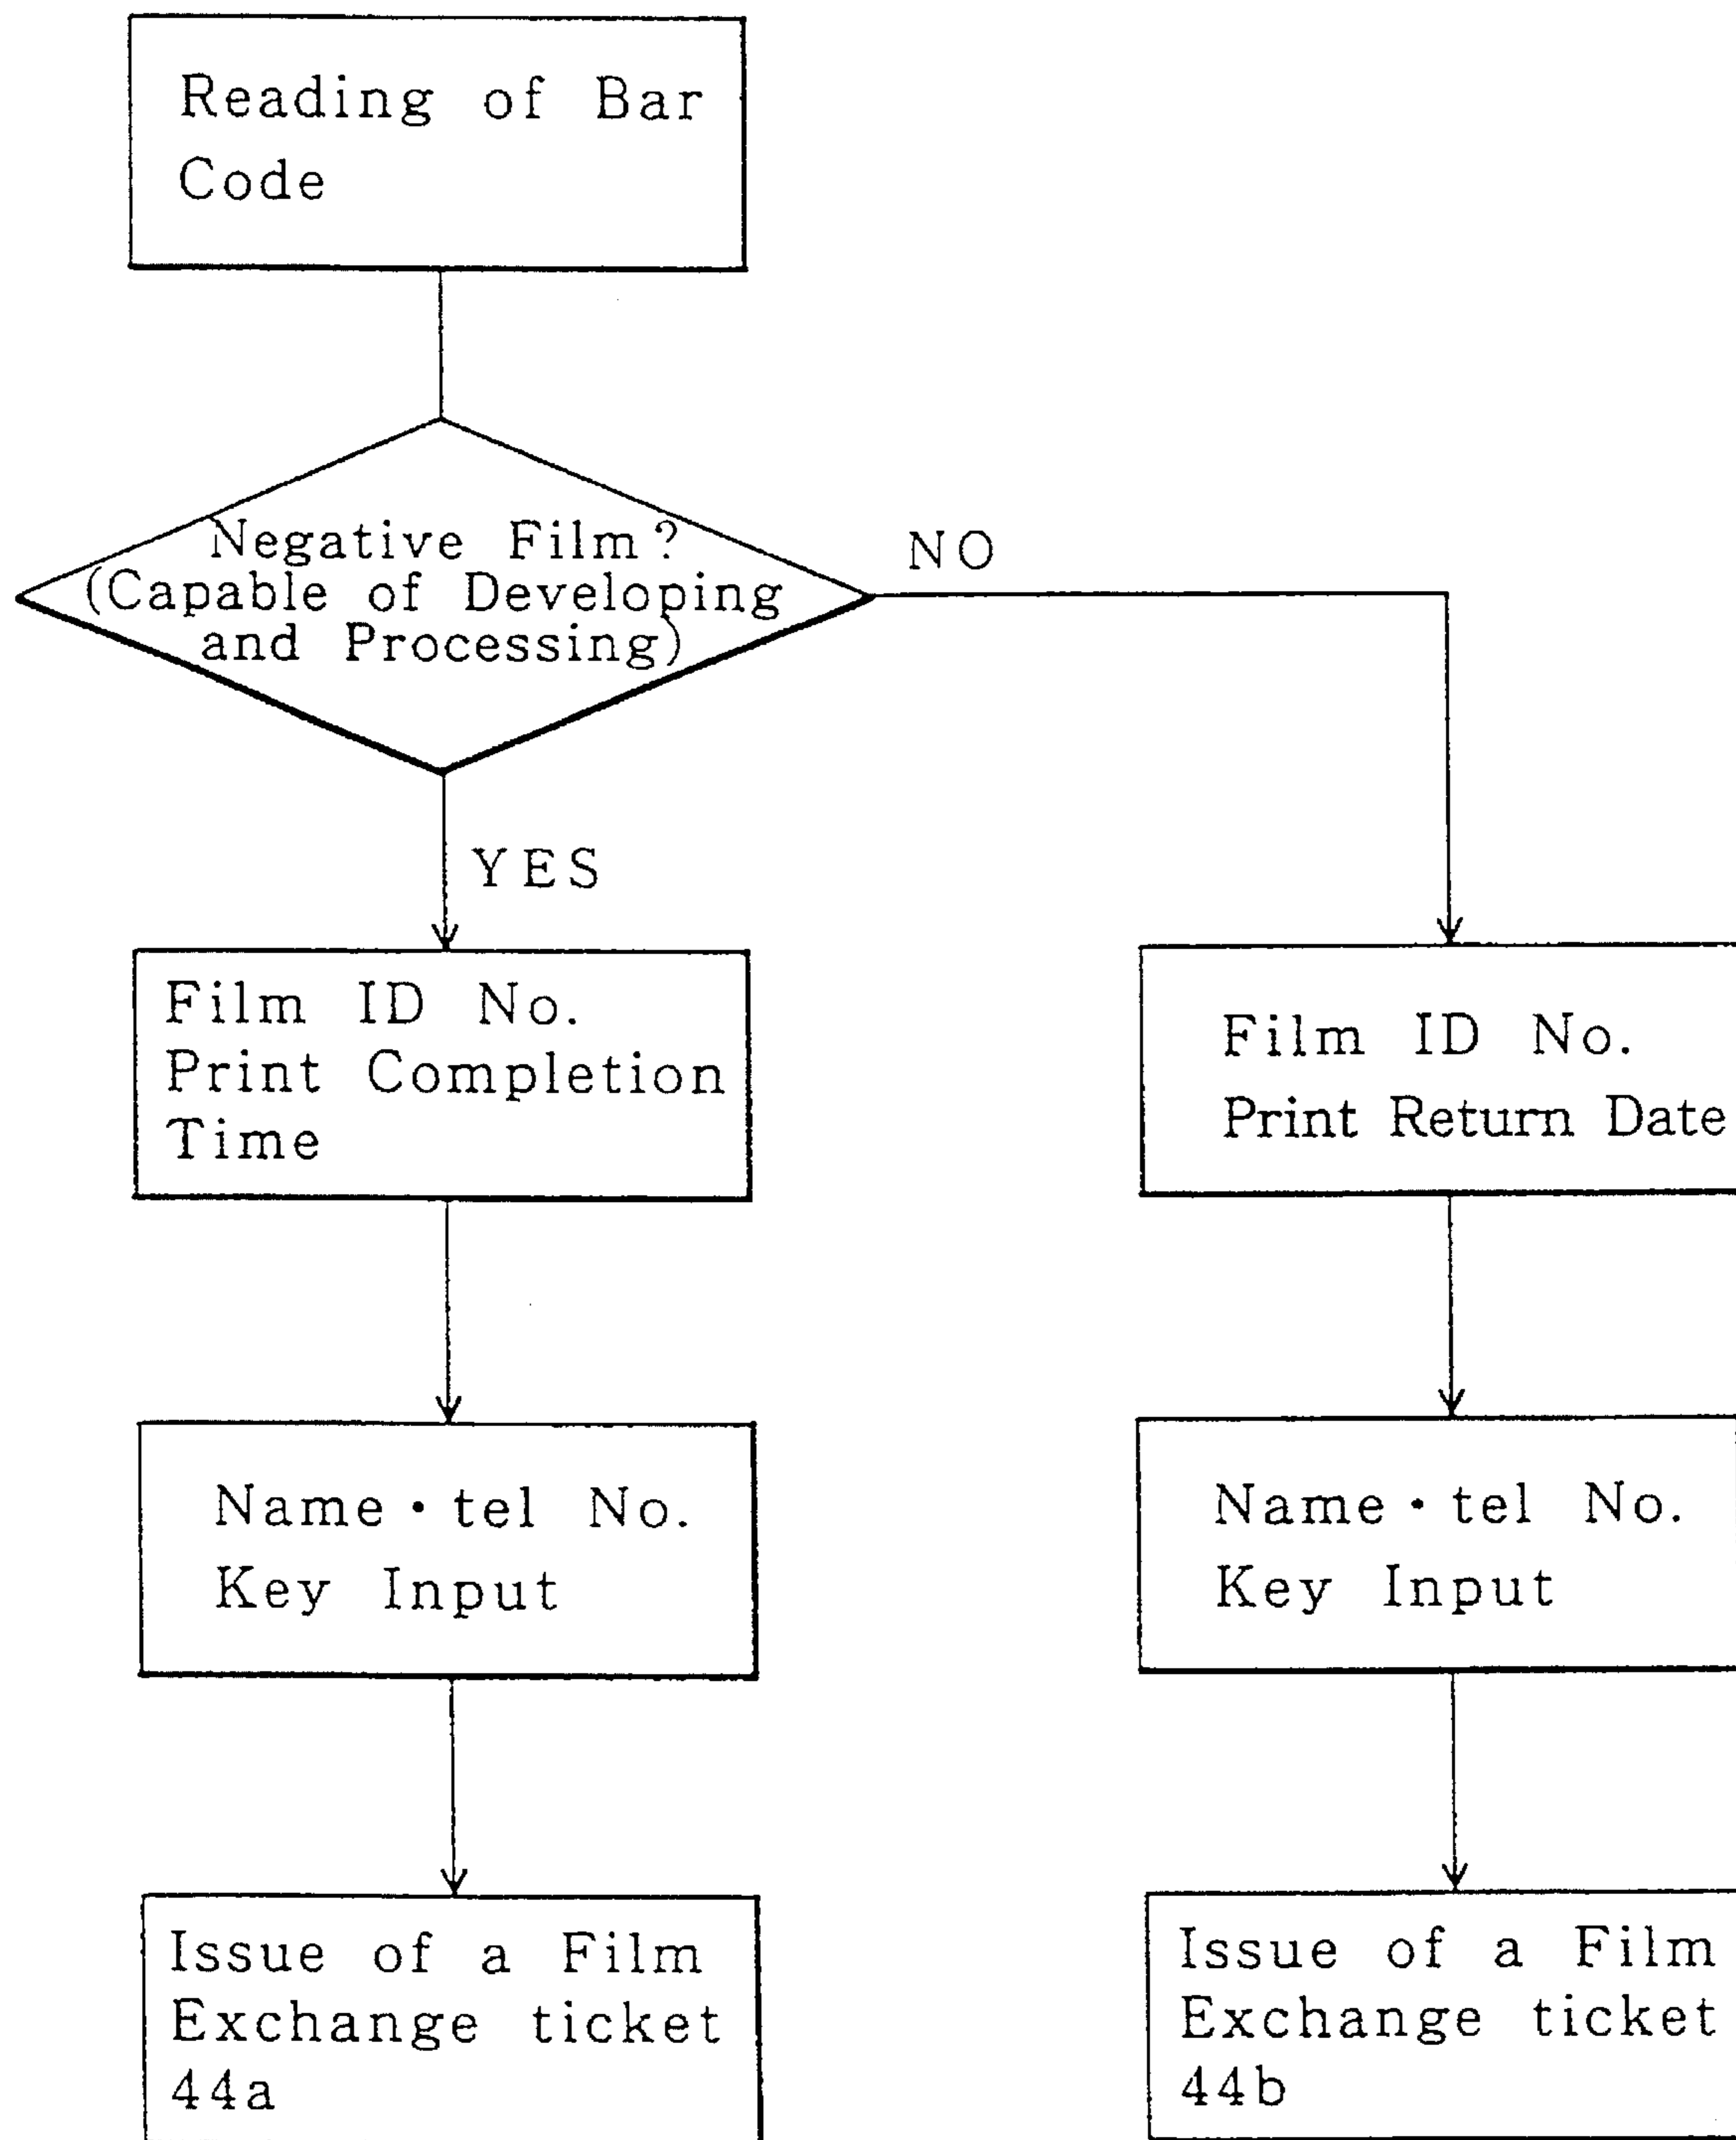 Reading of Bar
Code
Negative Film?
(Capable of Developing
and Processing)
NO
YES
Film ID No.
Print Completion
Time
Film ID No.
Print Return Date
Name・tel No.
Key Input
Name・tel No.
Key Input
Issue of a Film
Exchange ticket
44a
Issue of a Film
Exchange ticket
44b